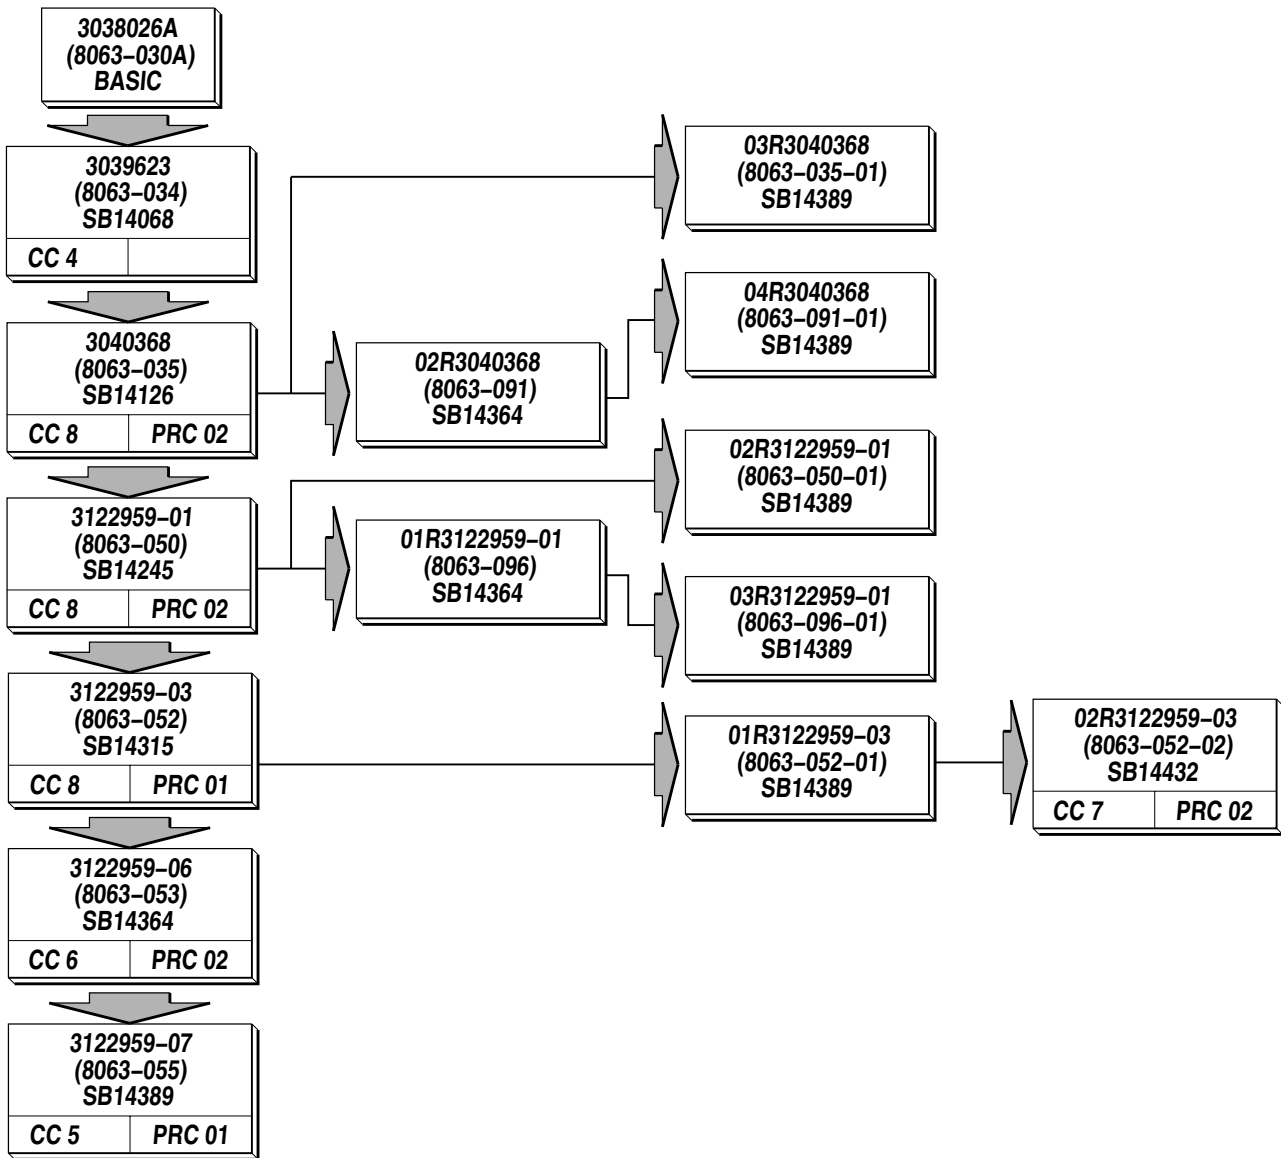 3038026A
(8063–030A)
BASIC
3039623
(8063–034)
SB14068
CC 4
3040368
(8063–035)
SB14126
CC 8 PRC 02
3122959–01
(8063–050)
SB14245
CC 8 PRC 02
3122959–03
(8063–052)
SB14315
CC 8 PRC 01
3122959–06
(8063–053)
SB14364
CC 6 PRC 02
3122959–07
(8063–055)
SB14389
CC 5 PRC 01
02R3040368
(8063–091)
SB14364
01R3122959–01
(8063–096)
SB14364
03R3040368
(8063–035–01)
SB14389
04R3040368
(8063–091–01)
SB14389
02R3122959–01
(8063–050–01)
SB14389
03R3122959–01
(8063–096–01)
SB14389
01R3122959–03
(8063–052–01)
SB14389
02R3122959–03
(8063–052–02)
SB14432
CC 7 PRC 02